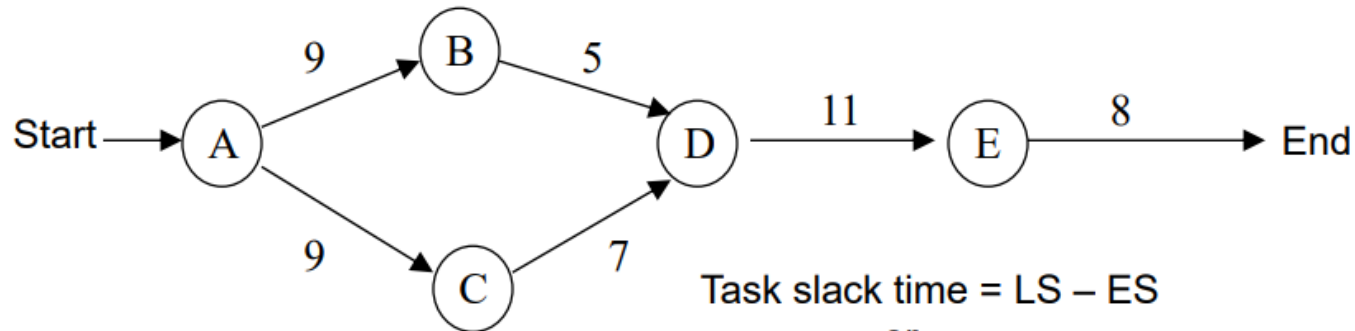 9
B
5
Start
A
D
11
E
8
End
9
C
7
Task slack time = LS – ES